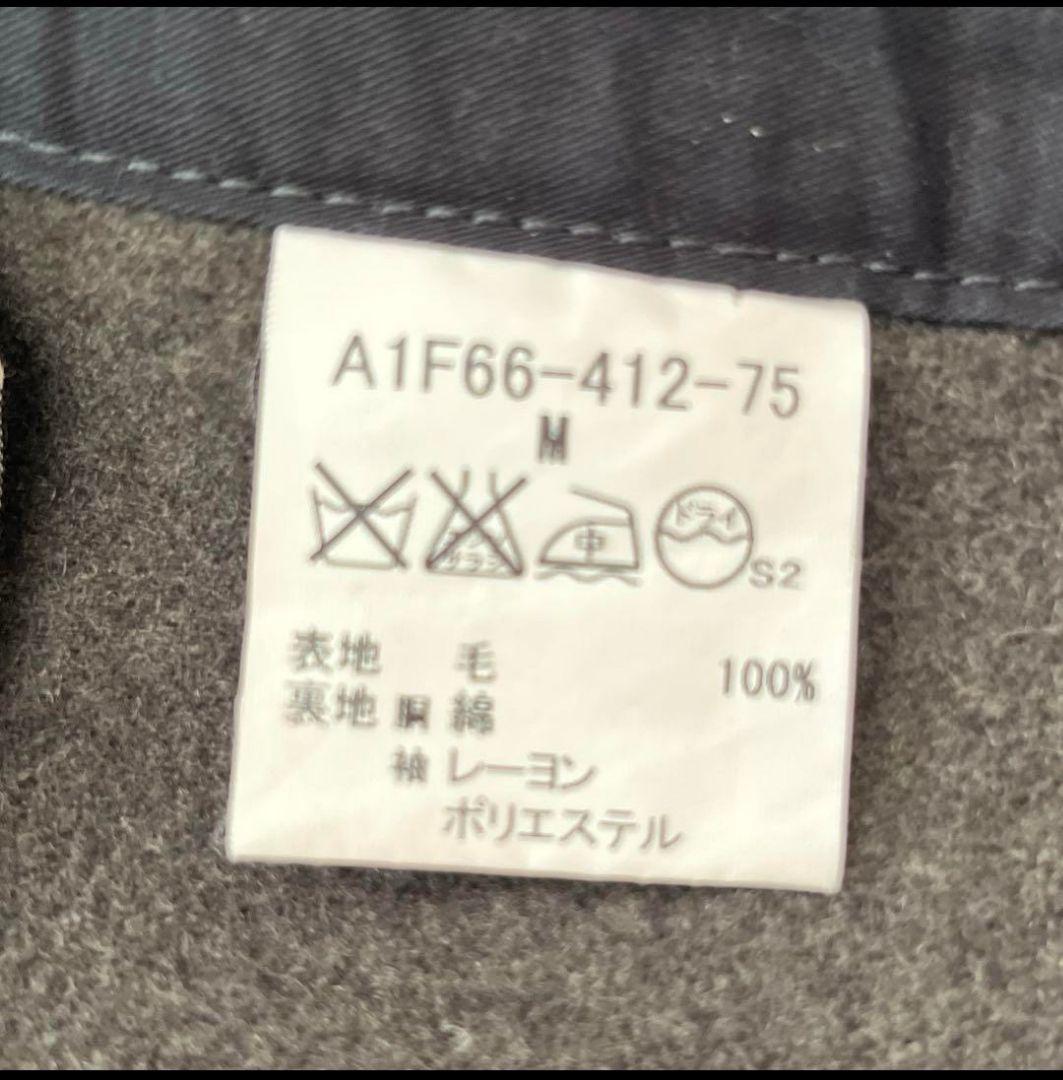 A1F66-412-75
M
中 ドライ S2
表地 毛 100%
裏地 胴 綿
袖 レーヨン
ポリエステル